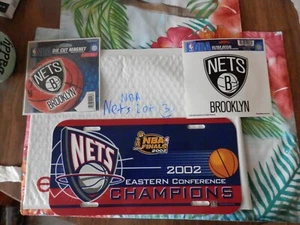 DIE CUT MAGNET
NETS
B
BROOKLYN
NETS
B
BROOKLYN
NBA
Nets Lot 3
NETS
NBA
FINALS
2002
2002
EASTERN CONFERENCE
CHAMPIONS